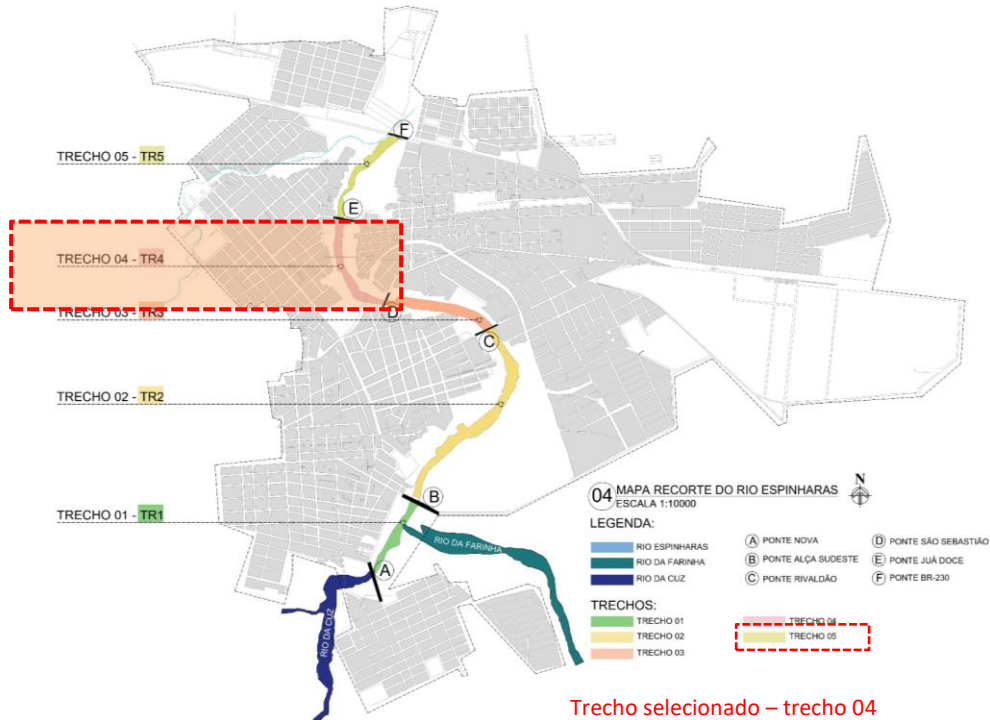 F
TRECHO 05 - TR5
E
TRECHO 04 - TR4
D
TRECHO 03 - TR3
C
TRECHO 02 - TR2
B
TRECHO 01 - TR1
RIO DA FARINHA
A
RIO DA CUZ
04 MAPA RECORTE DO RIO ESPINHARAS
ESCALA 1:10000
N
LEGENDA:
RIO ESPINHARAS
RIO DA FARINHA
RIO DA CUZ
A PONTE NOVA
B PONTE ALÇA SUDESTE
C PONTE RIVALDÃO
D PONTE SÃO SEBASTIÃO
E PONTE JUÁ DOCE
F PONTE BR-230
TRECHOS:
TRECHO 01
TRECHO 02
TRECHO 03
TRECHO 04
TRECHO 05
Trecho selecionado – trecho 04